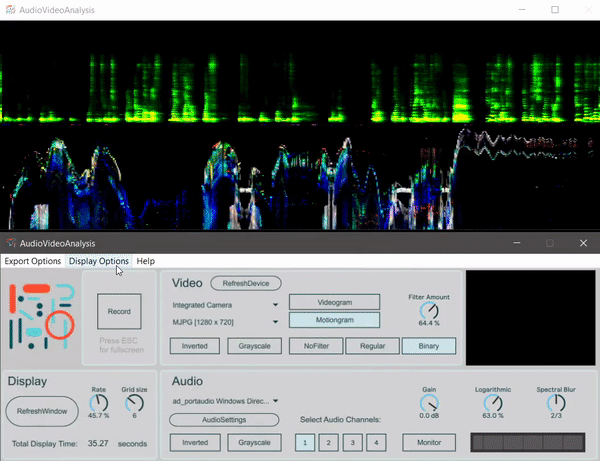 AudioVideoAnalysis
AudioVideoAnalysis
Export Options Display Options Help
Record
Press ESC
for fullscreen
Video RefreshDevice
Integrated Camera
MJPG [1280 x 720]
Videogram
Motiongram
Filter Amount
64.4 %
Inverted Grayscale NoFilter Regular Binary
Display
RefreshWindow
Rate
45.7 %
Grid size
6
Total Display Time: 35.27 seconds
Audio
ad_portaudio Windows Direc...
AudioSettings
Select Audio Channels:
Gain
0.0 dB
Logarithmic
63.0 %
Spectral Blur
2/3
Inverted Grayscale 1 2 3 4 Monitor